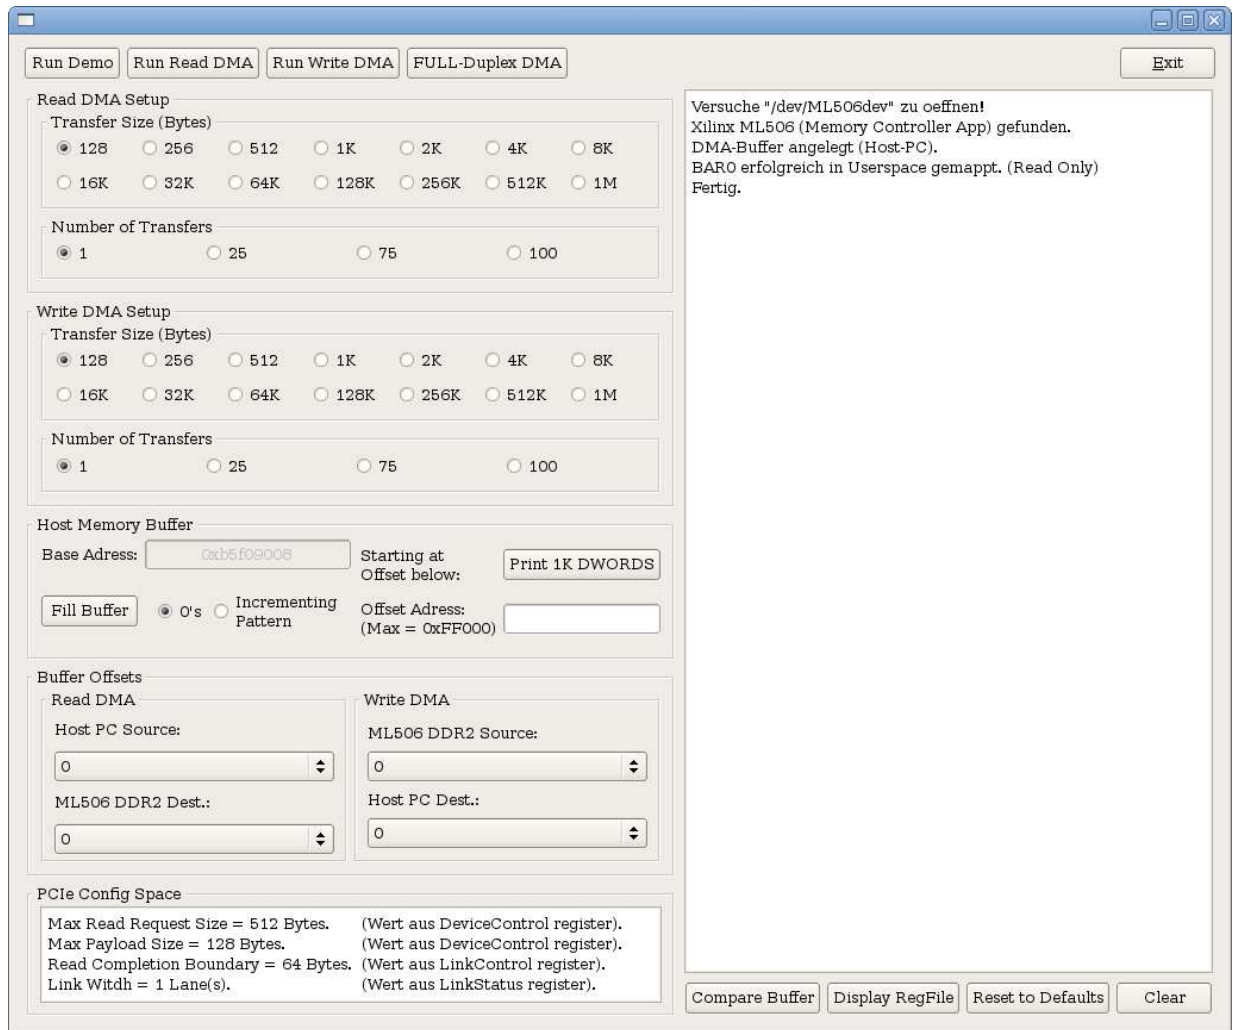 Run Demo Run Read DMA Run Write DMA FULL-Duplex DMA Exit
Read DMA Setup
Transfer Size (Bytes)
128 256 512 1K 2K 4K 8K
16K 32K 64K 128K 256K 512K 1M
Number of Transfers
1 25 75 100
Write DMA Setup
Transfer Size (Bytes)
128 256 512 1K 2K 4K 8K
16K 32K 64K 128K 256K 512K 1M
Number of Transfers
1 25 75 100
Host Memory Buffer
Base Adress: 0xb5f09008
Starting at
Offset below:
Print 1K DWORDS
Fill Buffer 0's
Incrementing
Pattern
Offset Adress:
(Max = 0xFF000)
Buffer Offsets
Read DMA
Host PC Source:
0
ML506 DDR2 Dest.:
0
Write DMA
ML506 DDR2 Source:
0
Host PC Dest.:
0
PCIe Config Space
Max Read Request Size = 512 Bytes. (Wert aus DeviceControl register).
Max Payload Size = 128 Bytes. (Wert aus DeviceControl register).
Read Completion Boundary = 64 Bytes. (Wert aus LinkControl register).
Link Witdh = 1 Lane(s). (Wert aus LinkStatus register).
Versuche "/dev/ML506dev" zu oeffnen!
Xilinx ML506 (Memory Controller App) gefunden.
DMA-Buffer angelegt (Host-PC).
BAR0 erfolgreich in Userspace gemappt. (Read Only)
Fertig.
Compare Buffer Display RegFile Reset to Defaults Clear